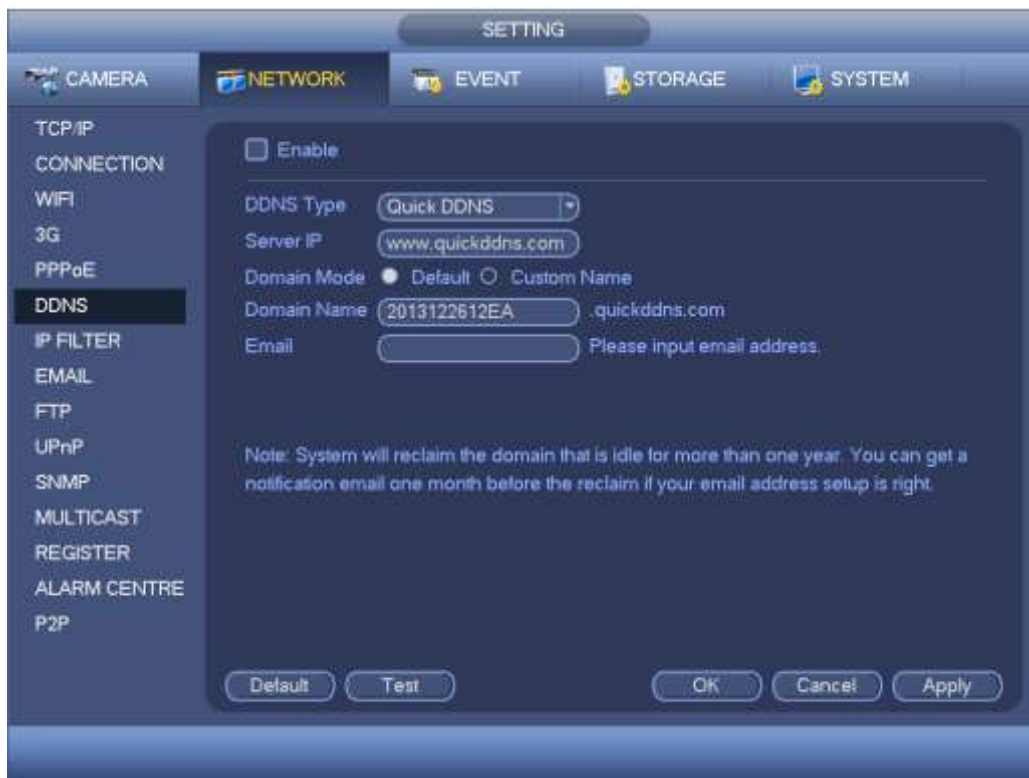 SETTING
CAMERA NETWORK EVENT STORAGE SYSTEM
TCP/IP
CONNECTION
WIFI
3G
PPPoE
DDNS
IP FILTER
EMAIL
FTP
UPnP
SNMP
MULTICAST
REGISTER
ALARM CENTRE
P2P
Enable
DDNS Type Quick DDNS
Server IP www.quickddns.com
Domain Mode Default Custom Name
Domain Name 2013122612EA .quickddns.com
Email Please input email address.
Note: System will reclaim the domain that is idle for more than one year. You can get a
notification email one month before the reclaim if your email address setup is right.
Default Test OK Cancel Apply